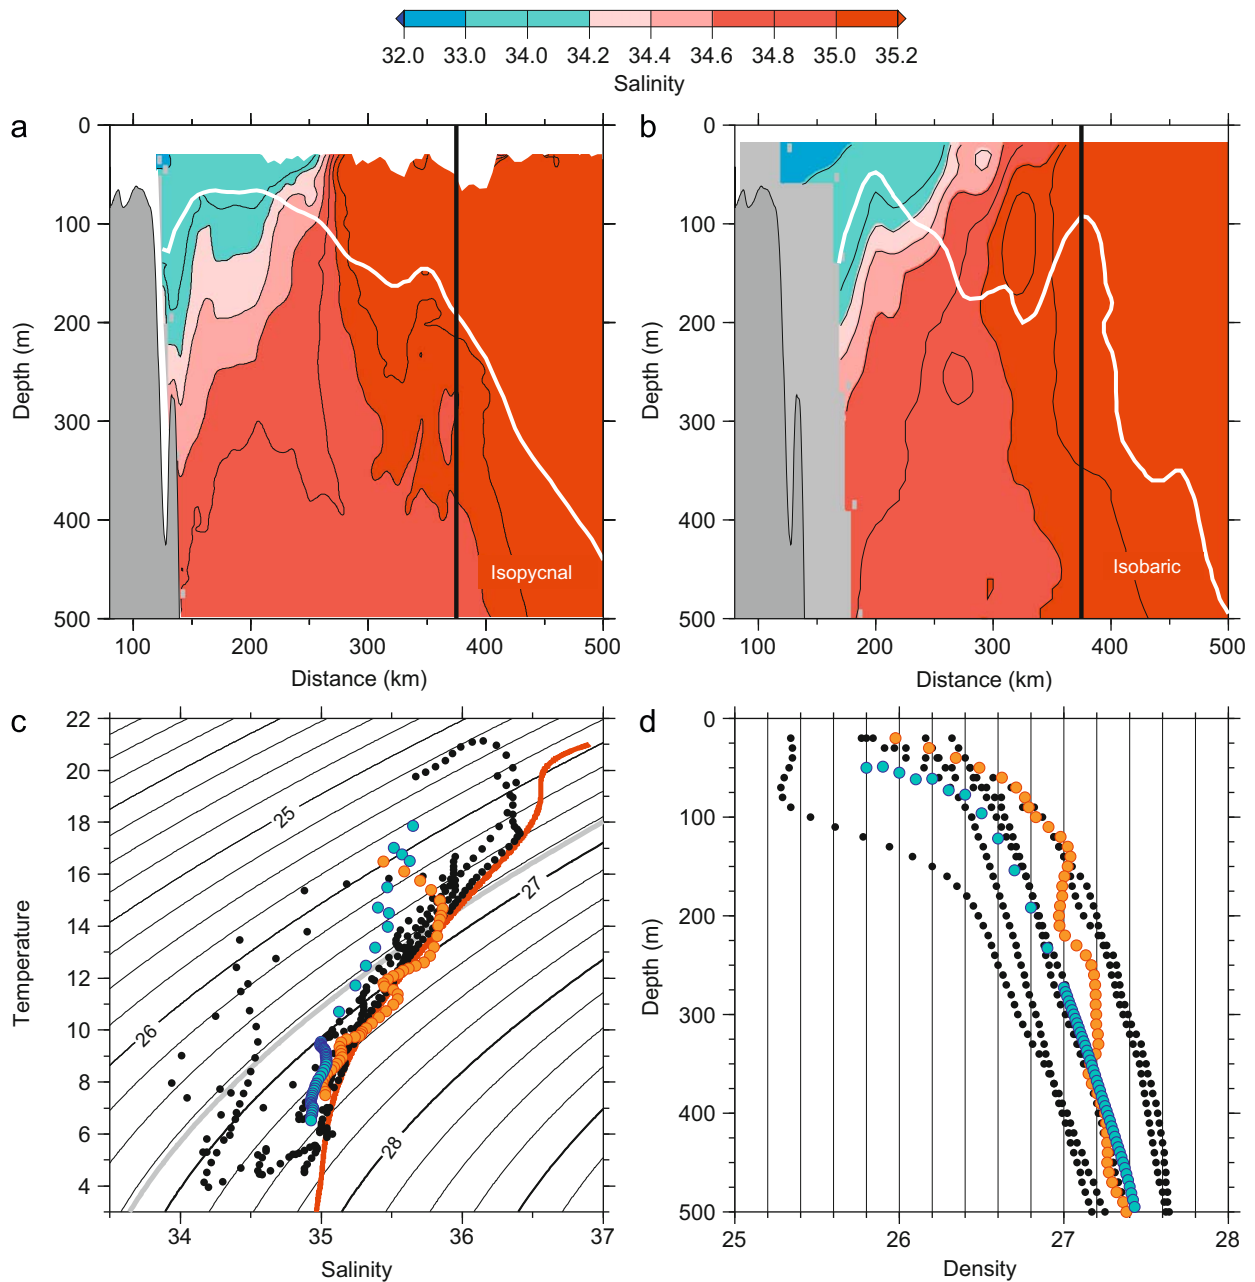 32.0 33.0 34.0 34.2 34.4 34.6 34.8 35.0 35.2
Salinity
a
0
100
200
300
400
500
Depth (m)
Isopycnal
100 200 300 400 500
Distance (km)
b
0
100
200
300
400
500
Depth (m)
Isobaric
100 200 300 400 500
Distance (km)
c
22
20
18
16
14
12
10
8
6
4
Temperature
25
26
27
28
34 35 36 37
Salinity
d
0
100
200
300
400
500
Depth (m)
25 26 27 28
Density